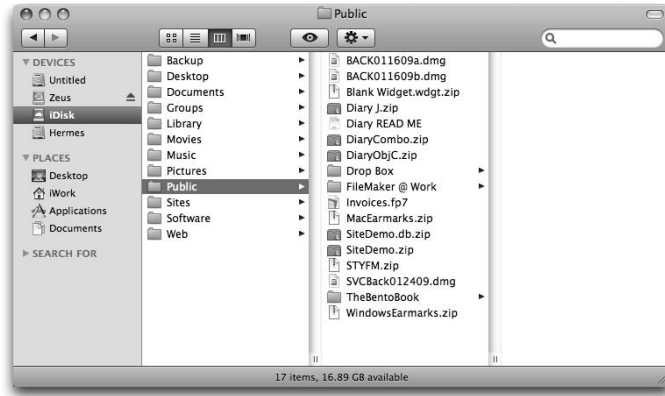 Public
DEVICES
Untitled
Zeus
iDisk
Hermes
PLACES
Desktop
iWork
Applications
Documents
SEARCH FOR
Backup
Desktop
Documents
Groups
Library
Movies
Music
Pictures
Public
Sites
Software
Web
BACK011609a.dmg
BACK011609b.dmg
Blank Widget.wdgt.zip
Diary J.zip
Diary READ ME
DiaryCombo.zip
DiaryObjC.zip
Drop Box
FileMaker @ Work
Invoices.fp7
MacEarmarks.zip
SiteDemo.db.zip
SiteDemo.zip
STYFM.zip
SVCBack012409.dmg
TheBentoBook
WindowsEarmarks.zip
17 items, 16.89 GB available